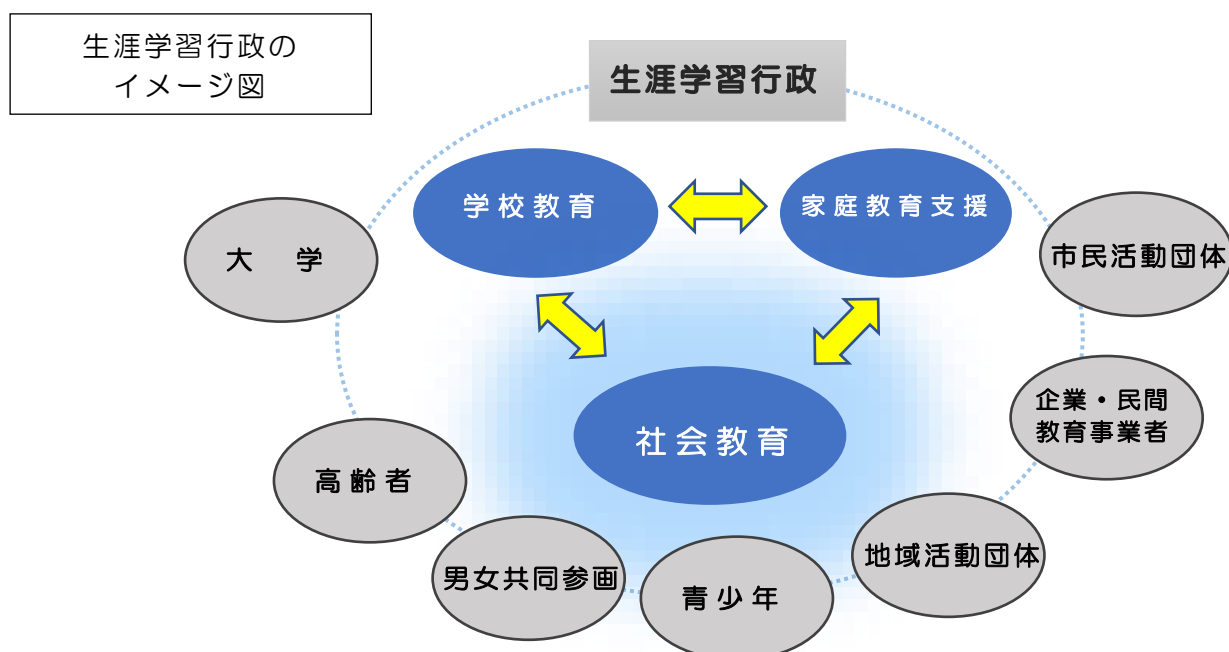 生涯学習行政の
イメージ図
生涯学習行政
学校教育
家庭教育支援
大　学
市民活動団体
企業・民間
教育事業者
社会教育
高齢者
地域活動団体
男女共同参画
青少年